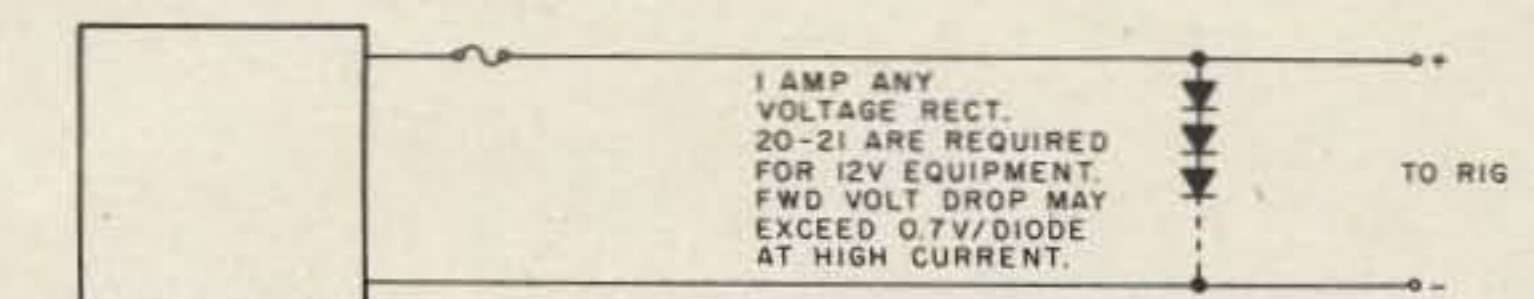 +
1 AMP ANY
VOLTAGE RECT.
20-21 ARE REQUIRED
FOR 12V EQUIPMENT.
FWD VOLT DROP MAY
EXCEED 0.7V/DIODE
AT HIGH CURRENT.
TO RIG
-